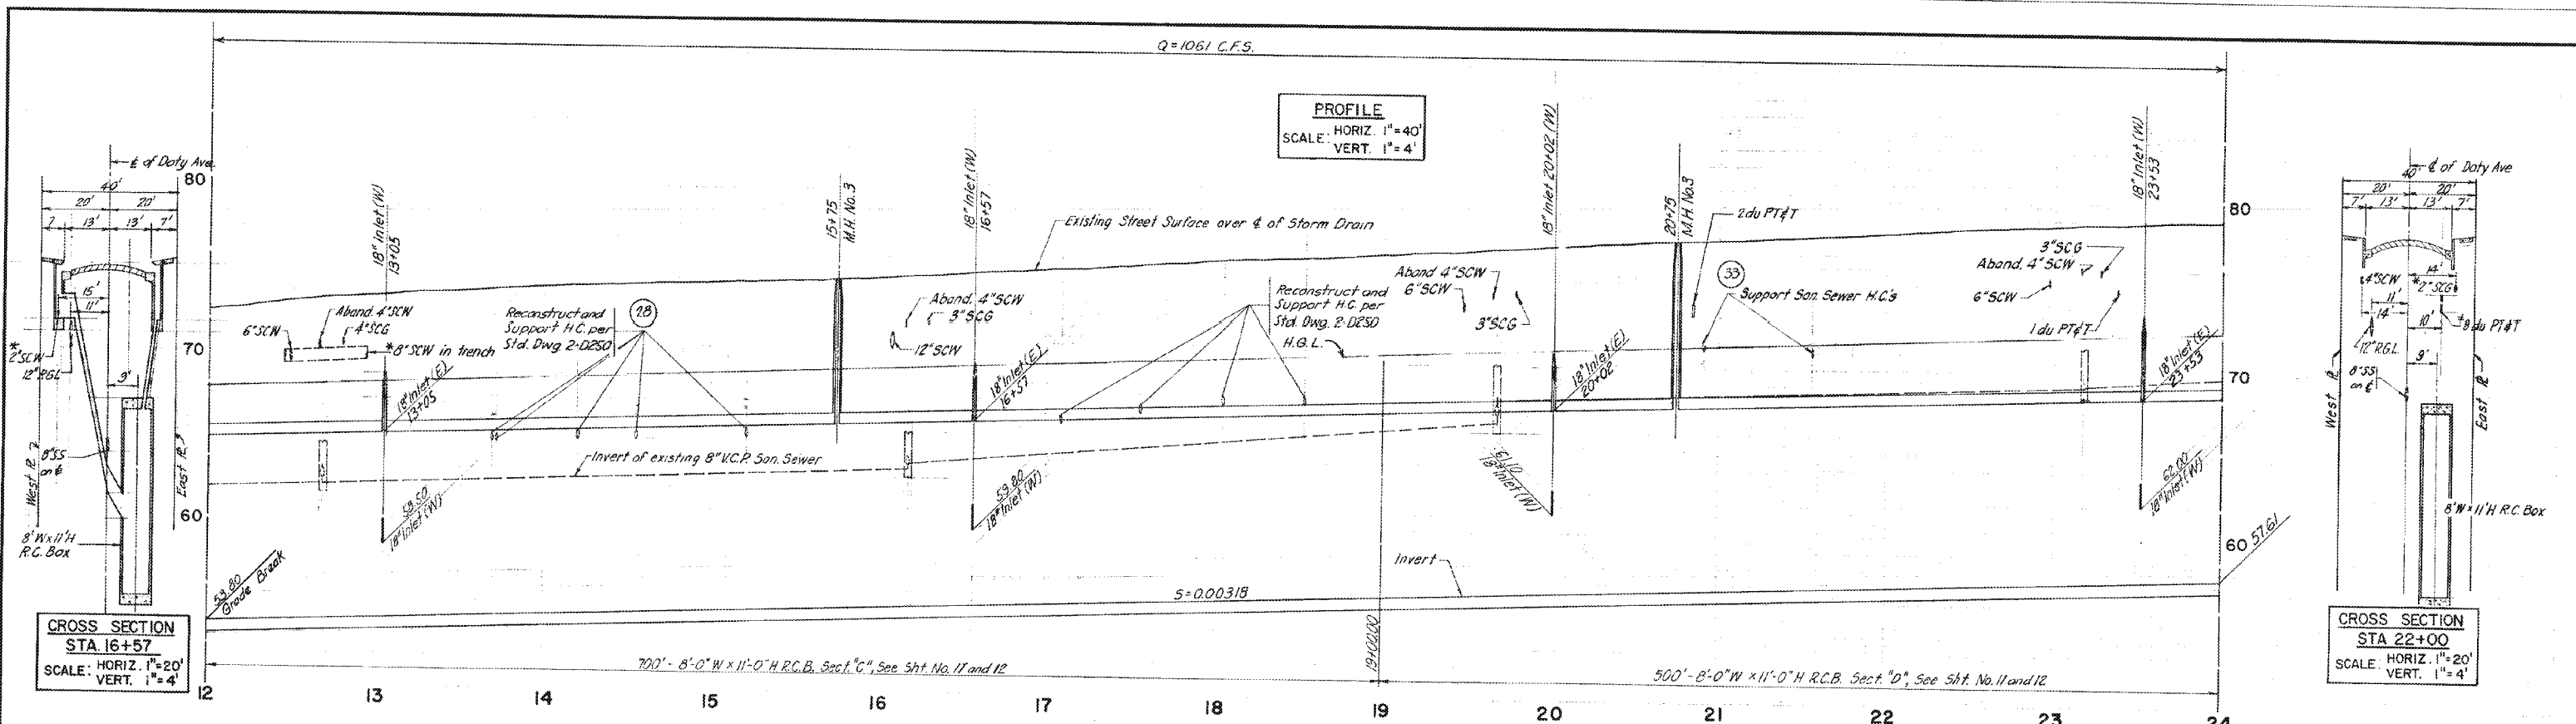 Q=1061 C.F.S.
PROFILE
SCALE: HORIZ. 1"=40'
VERT. 1"=4'
℄ of Doty Ave.
40'
20' 20'
7 13' 13' 7'
15'
11'
*
2"SCW
12"R.G.L.
9'
8"SS
on ℄
West ℞
East ℞
8'W×11'H
R.C. Box
CROSS SECTION
STA. 16+57
SCALE: HORIZ. 1"=20'
VERT. 1"=4'
80
70
60
53.80
Grade Break
18" Inlet (W)
13+05
6"SCW
Aband. 4"SCW
4"SCG
*8"SCW in trench
Reconstruct and
Support H.C. per
Std. Dwg. 2-D250
28
18" Inlet (E)
13+05
58.50
18" Inlet (W)
Invert of existing 8" V.C.P. San. Sewer
15+75
M.H. No.3
18" Inlet (W)
16+57
Existing Street Surface over ℄ of Storm Drain
Aband. 4"SCW
3"SCG
12"SCW
18" Inlet (E)
16+57
59.80
18" Inlet (W)
Reconstruct and
Support H.C. per
Std. Dwg. 2-D250
H.G.L.
Aband 4"SCW
6"SCW
3"SCG
18" Inlet 20+02 (W)
18" Inlet (E)
20+02
61.10
18" Inlet (W)
20+75
M.H. No.3
2 du PT&T
33
Support San. Sewer H.C.'s
3"SCG
Aband. 4"SCW
6"SCW
1 du PT&T
18" Inlet (W)
23+53
18" Inlet (E)
23+53
62.00
18" Inlet (W)
80
70
60
57.61
Invert
S=0.00318
19+00.00
700' - 8'-0"W × 11'-0"H R.C.B. Sect. "C", See Sht. No. 11 and 12
500' - 8'-0"W × 11'-0"H R.C.B. Sect. "D", See Sht. No. 11 and 12
12 13 14 15 16 17 18 19 20 21 22 23 24
℄ of Doty Ave
40'
20' 20'
7' 13' 13' 7'
4"SCW
14'
*2"SCG
11'
14'
10'
*8 du PT&T
12"R.G.L.
9'
8"SS
on ℄
West ℞
East ℞
8'W×11'H R.C. Box
CROSS SECTION
STA 22+00
SCALE: HORIZ. 1"=20'
VERT. 1"=4'